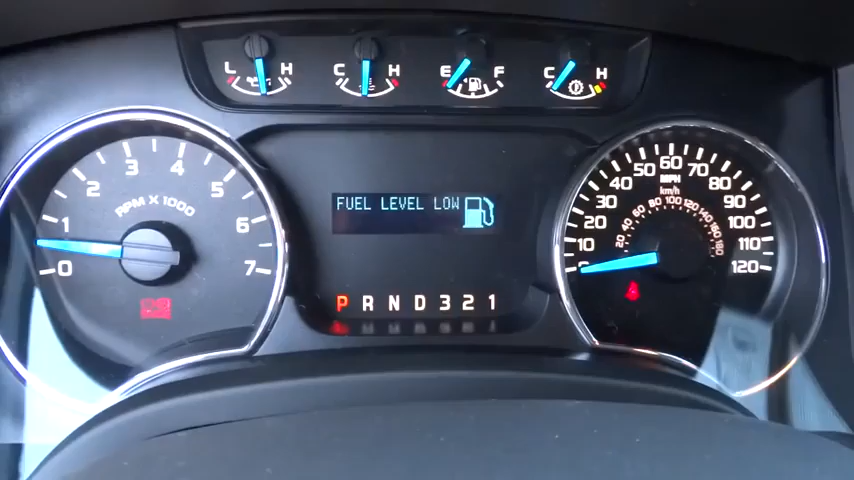 L H C H E F C H
0 1 2 3 4 5 6 7
RPM X 1000
FUEL LEVEL LOW
P R N D 3 2 1
10 20 30 40 50 60 70 80 90 100 110 120
MPH
km/h
20 40 60 80 100 120 140 160 180